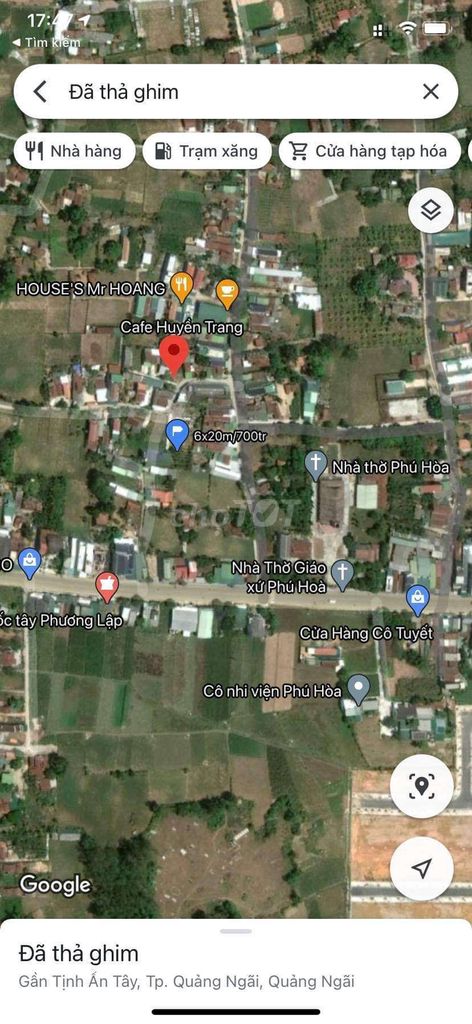 17:47
◀ Tìm kiếm
Đã thả ghim
Nhà hàng
Trạm xăng
Cửa hàng tạp hóa
HOUSE'S Mr HOANG
Cafe Huyền Trang
6x20m/700tr
Nhà thờ Phú Hòa
chợTỐT
O
Nhà Thờ Giáo
xứ Phú Hoà
ốc tây Phương Lập
Cửa Hàng Cô Tuyết
Cô nhi viện Phú Hòa
Google
Đã thả ghim
Gần Tịnh Ấn Tây, Tp. Quảng Ngãi, Quảng Ngãi